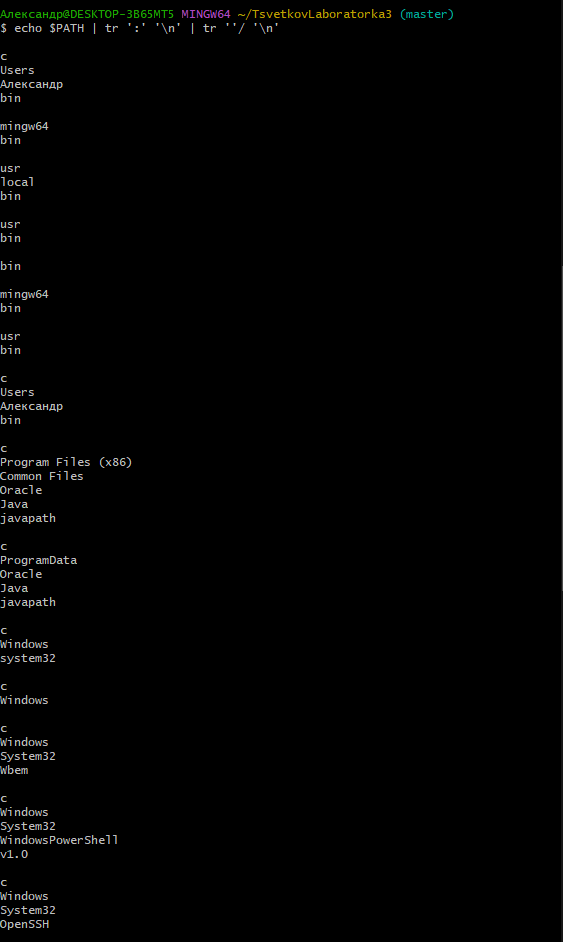 Александр@DESKTOP-3B65MT5 MINGW64 ~/TsvetkovLaboratorka3 (master)
$ echo $PATH | tr ':' '\n' | tr ''/ '\n'
c
Users
Александр
bin
mingw64
bin
usr
local
bin
usr
bin
bin
mingw64
bin
usr
bin
c
Users
Александр
bin
c
Program Files (x86)
Common Files
Oracle
Java
javapath
c
ProgramData
Oracle
Java
javapath
c
Windows
system32
c
Windows
c
Windows
System32
Wbem
c
Windows
System32
WindowsPowerShell
v1.0
c
Windows
System32
OpenSSH